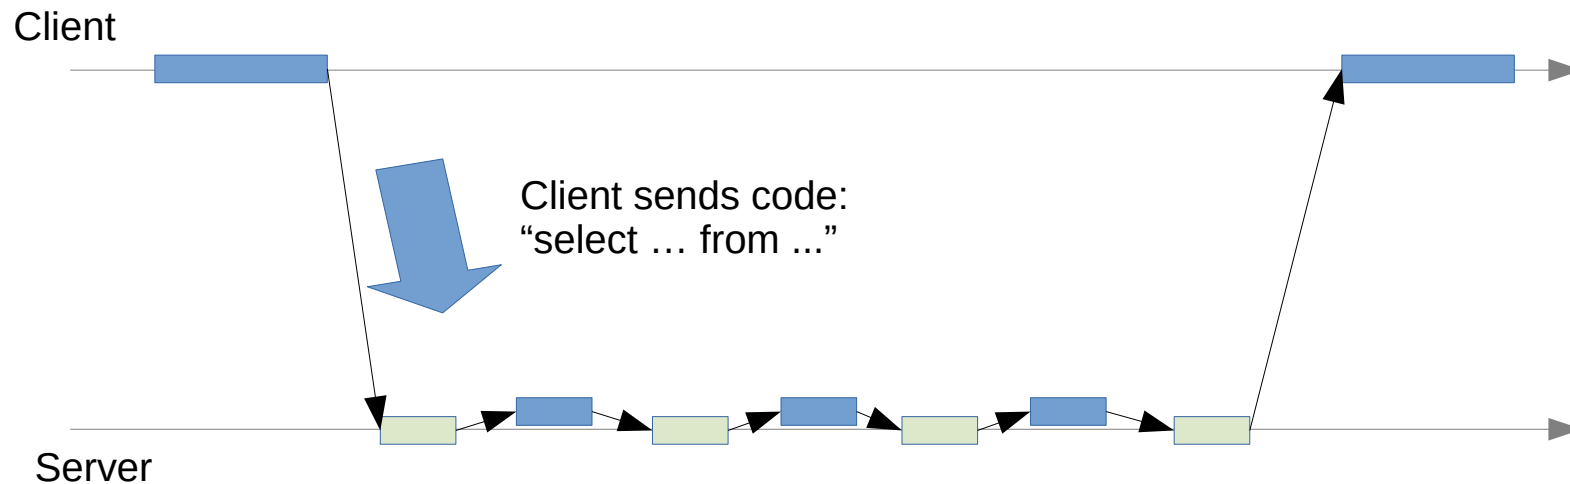 Client
Client sends code:
“select … from ...”
Server